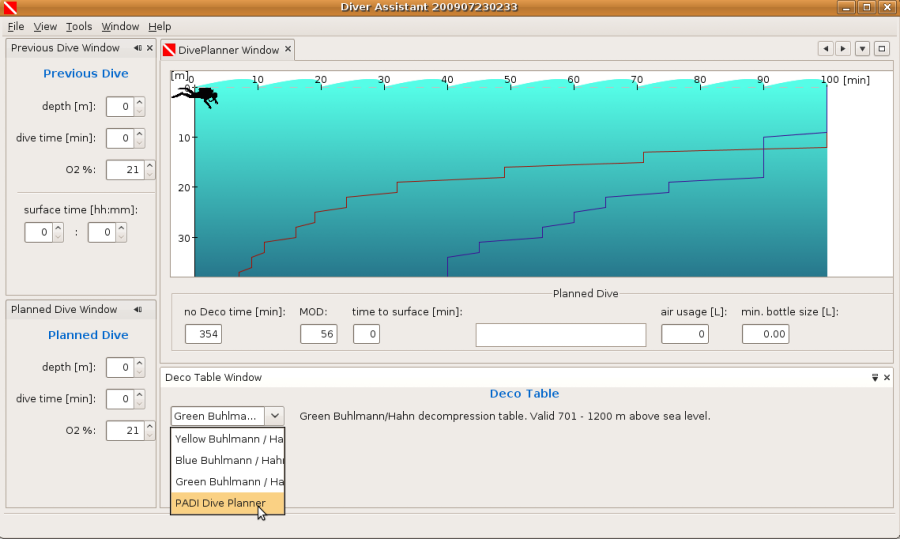 Diver Assistant 200907230233
File View Tools Window Help
Previous Dive Window
Previous Dive
depth [m]: 0
dive time [min]: 0
O2 %: 21
surface time [hh:mm]:
0 : 0
Planned Dive Window
Planned Dive
depth [m]: 0
dive time [min]: 0
O2 %: 21
DivePlanner Window
[m] 0 10 20 30 40 50 60 70 80 90 100 [min]
0
10
20
30
Planned Dive
no Deco time [min]: MOD: time to surface [min]: air usage [L]: min. bottle size [L]:
354 56 0 0 0.00
Deco Table Window
Deco Table
Green Buhlma... Green Buhlmann/Hahn decompression table. Valid 701 - 1200 m above sea level.
Yellow Buhlmann / Ha
Blue Buhlmann / Hahn
Green Buhlmann / Ha
PADI Dive Planner